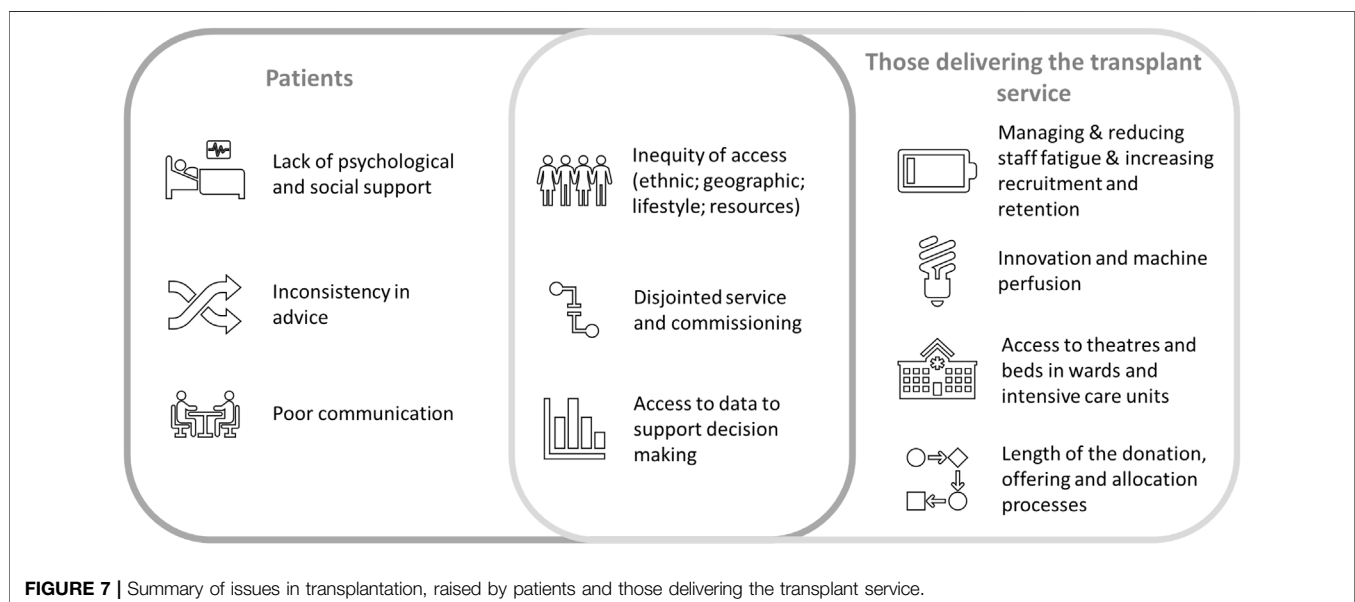 Patients
Lack of psychological
and social support
Inconsistency in
advice
Poor communication
Inequity of access
(ethnic; geographic;
lifestyle; resources)
Disjointed service
and commissioning
Access to data to
support decision
making
Those delivering the transplant
service
Managing & reducing
staff fatigue & increasing
recruitment and
retention
Innovation and machine
perfusion
Access to theatres and
beds in wards and
intensive care units
Length of the donation,
offering and allocation
processes
FIGURE 7 | Summary of issues in transplantation, raised by patients and those delivering the transplant service.